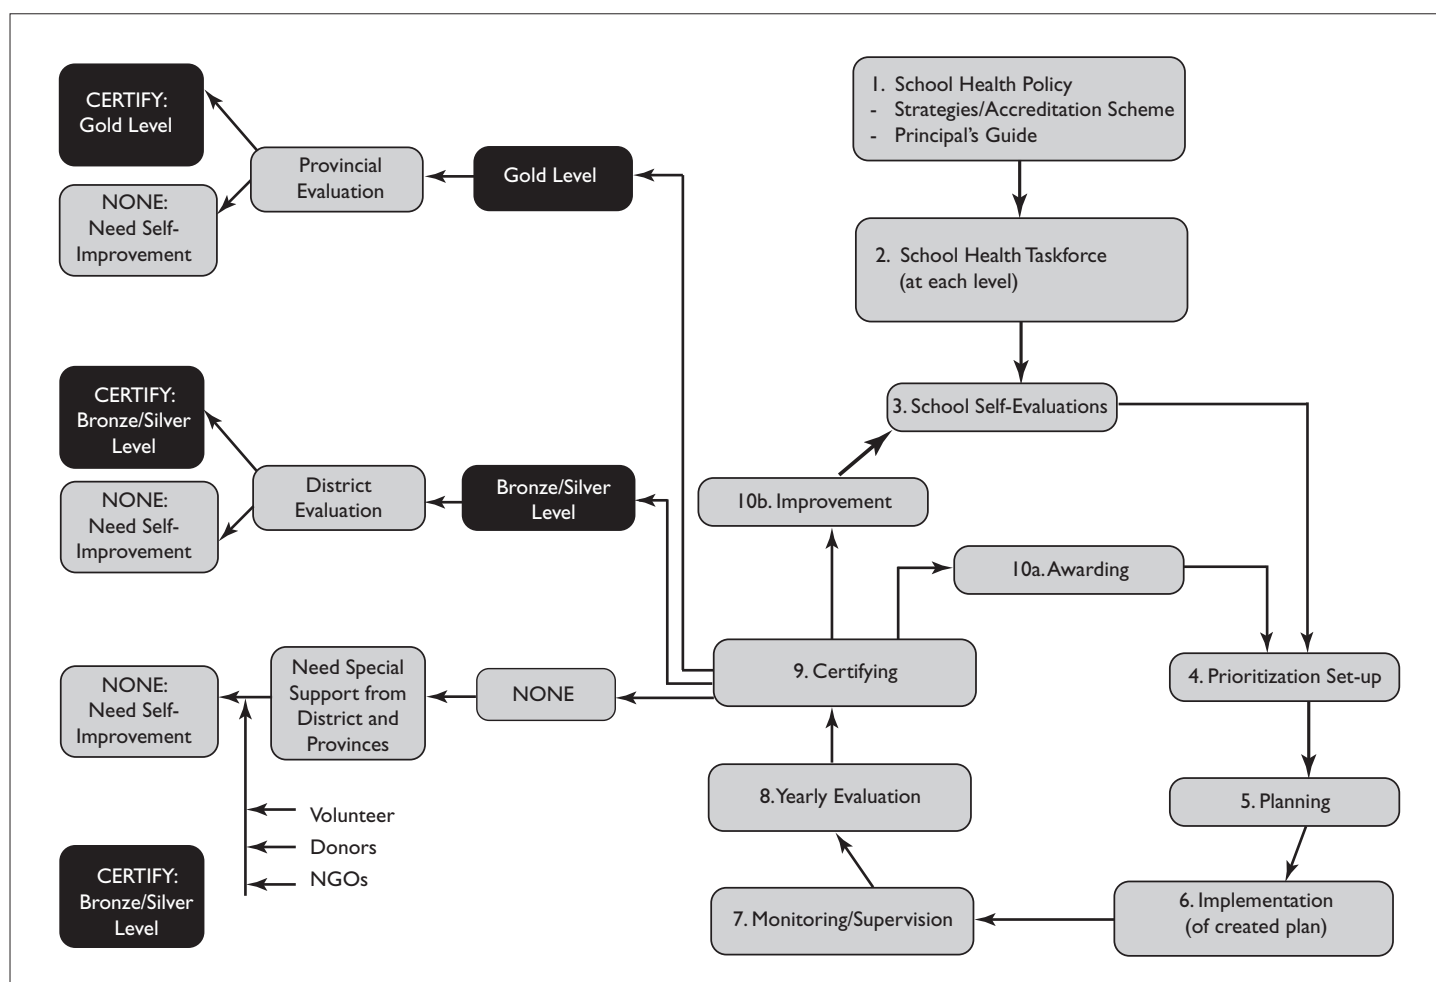 CERTIFY:
Gold Level
NONE:
Need Self-
Improvement
Provincial
Evaluation
Gold Level
1. School Health Policy
- Strategies/Accreditation Scheme
- Principal's Guide
2. School Health Taskforce
(at each level)
3. School Self-Evaluations
CERTIFY:
Bronze/Silver
Level
NONE:
Need Self-
Improvement
District
Evaluation
Bronze/Silver
Level
10b. Improvement
10a. Awarding
9. Certifying
4. Prioritization Set-up
NONE:
Need Self-
Improvement
Need Special
Support from
District and
Provinces
NONE
8. Yearly Evaluation
5. Planning
Volunteer
Donors
NGOs
CERTIFY:
Bronze/Silver
Level
7. Monitoring/Supervision
6. Implementation
(of created plan)